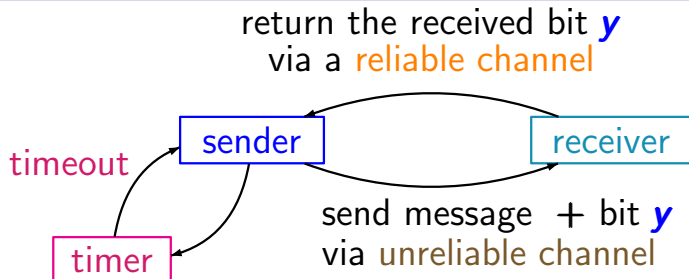 return the received bit y
via a reliable channel
sender
receiver
timeout
send message + bit y
via unreliable channel
timer